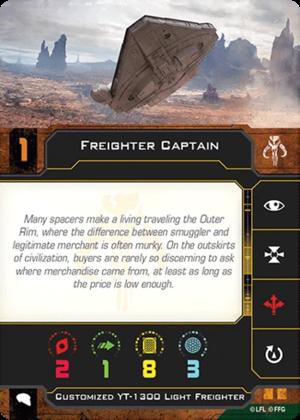 1
FREIGHTER CAPTAIN
Many spacers make a living traveling the Outer
Rim, where the difference between smuggler and
legitimate merchant is often murky. On the outskirts
of civilization, buyers are rarely so discerning to ask
where merchandise came from, at least as long as
the price is low enough.
2 1 8 3
CUSTOMIZED YT-1300 LIGHT FREIGHTER
©LFL ©FFG